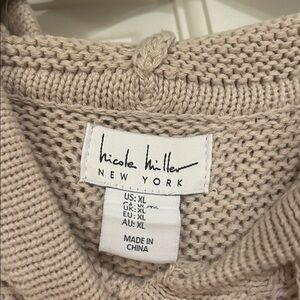 Nicole Miller
NEW YORK
US: XL
UK: XL
EU: XL
AU: XL
MADE IN
CHINA